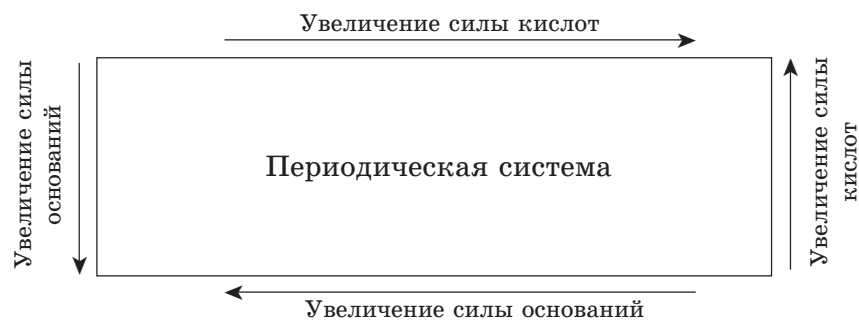 Увеличение силы кислот
Увеличение силы
оснований
Периодическая система
Увеличение силы
кислот
Увеличение силы оснований